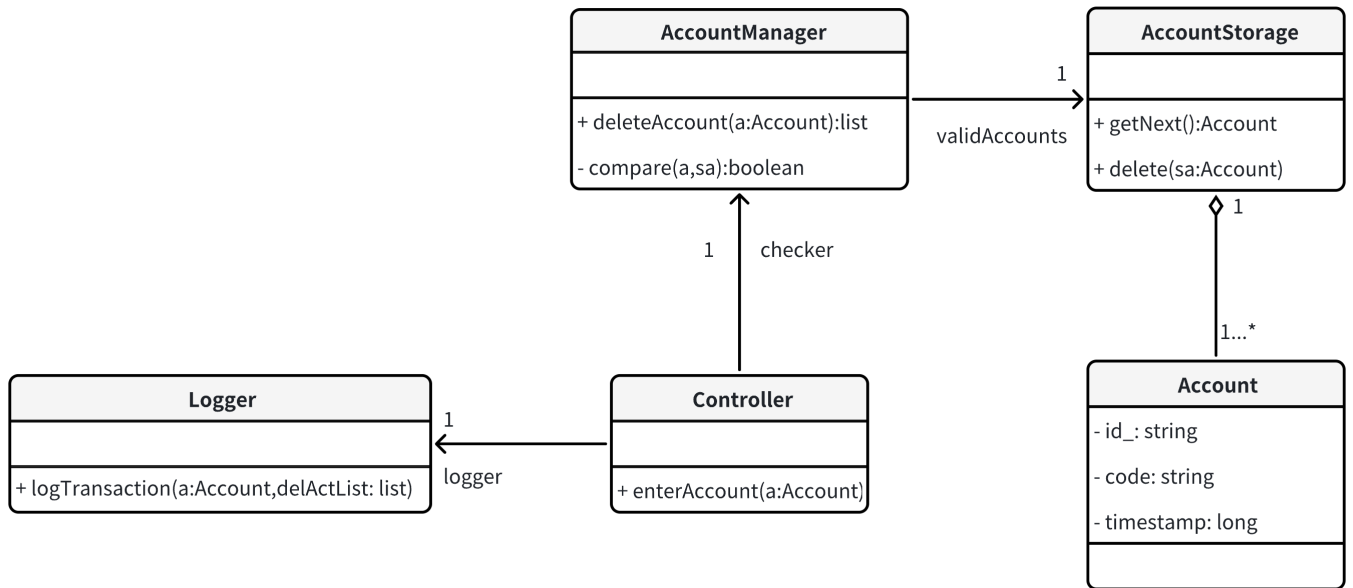 AccountManager
+ deleteAccount(a:Account):list
- compare(a,sa):boolean
1
validAccounts
AccountStorage
+ getNext():Account
+ delete(sa:Account)
1
1...*
1
checker
Logger
+ logTransaction(a:Account,delActList: list)
1
logger
Controller
+ enterAccount(a:Account)
Account
- id_: string
- code: string
- timestamp: long